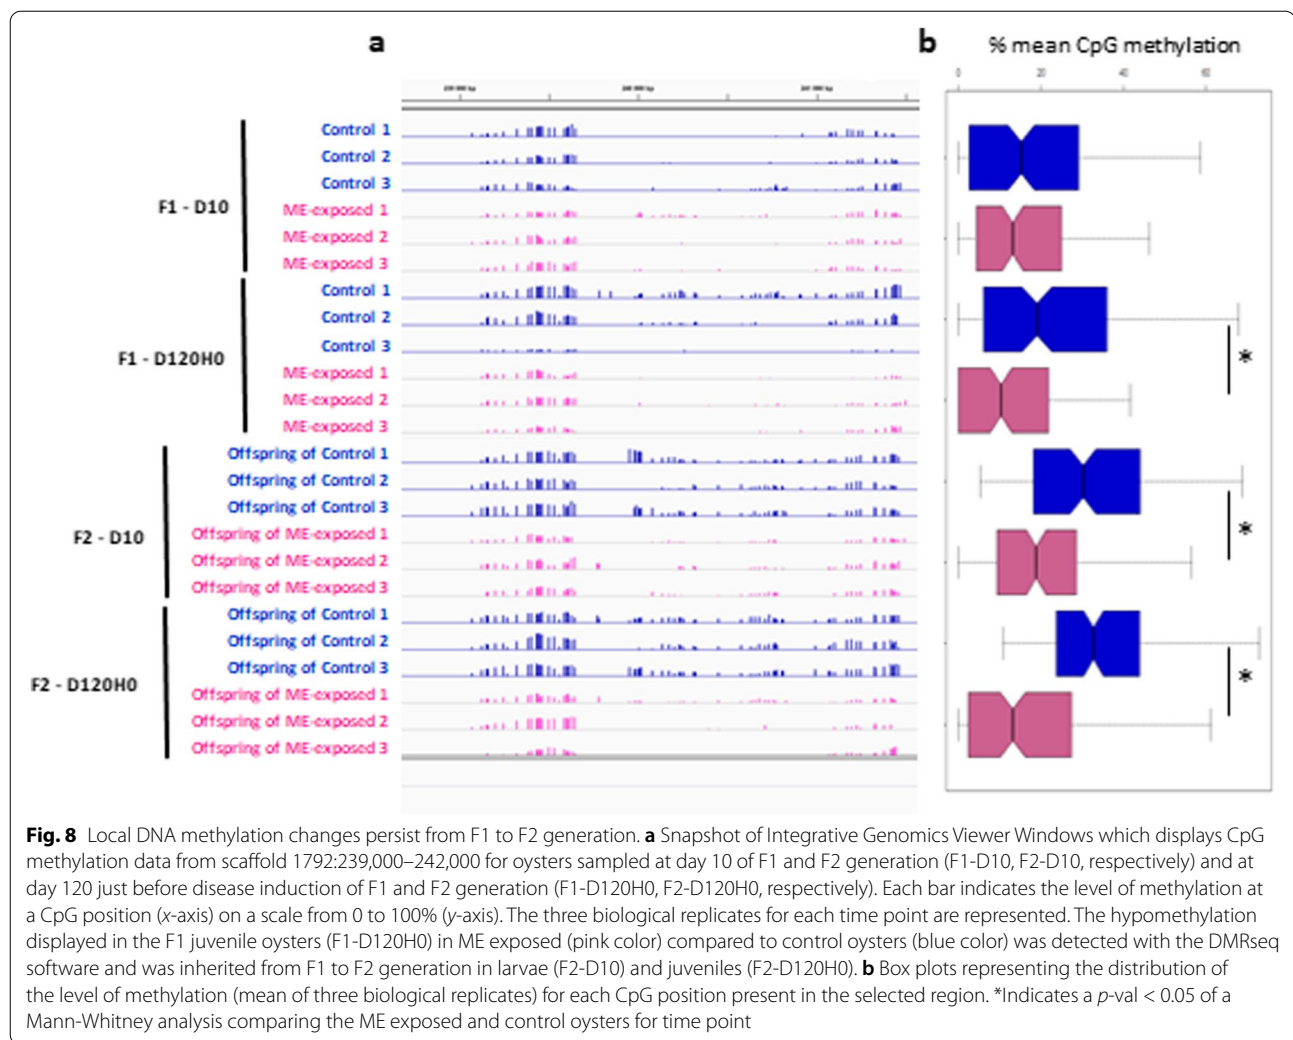 a
b
% mean CpG methylation
0 20 40 60
F1 - D10
Control 1
Control 2
Control 3
ME-exposed 1
ME-exposed 2
ME-exposed 3
F1 - D120H0
Control 1
Control 2
Control 3
ME-exposed 1
ME-exposed 2
ME-exposed 3
F2 - D10
Offspring of Control 1
Offspring of Control 2
Offspring of Control 3
Offspring of ME-exposed 1
Offspring of ME-exposed 2
Offspring of ME-exposed 3
F2 - D120H0
Offspring of Control 1
Offspring of Control 2
Offspring of Control 3
Offspring of ME-exposed 1
Offspring of ME-exposed 2
Offspring of ME-exposed 3
*
*
*
Fig. 8 Local DNA methylation changes persist from F1 to F2 generation. a Snapshot of Integrative Genomics Viewer Windows which displays CpG
methylation data from scaffold 1792:239,000–242,000 for oysters sampled at day 10 of F1 and F2 generation (F1-D10, F2-D10, respectively) and at
day 120 just before disease induction of F1 and F2 generation (F1-D120H0, F2-D120H0, respectively). Each bar indicates the level of methylation at
a CpG position (x-axis) on a scale from 0 to 100% (y-axis). The three biological replicates for each time point are represented. The hypomethylation
displayed in the F1 juvenile oysters (F1-D120H0) in ME exposed (pink color) compared to control oysters (blue color) was detected with the DMRseq
software and was inherited from F1 to F2 generation in larvae (F2-D10) and juveniles (F2-D120H0). b Box plots representing the distribution of
the level of methylation (mean of three biological replicates) for each CpG position present in the selected region. *Indicates a p-val < 0.05 of a
Mann-Whitney analysis comparing the ME exposed and control oysters for time point